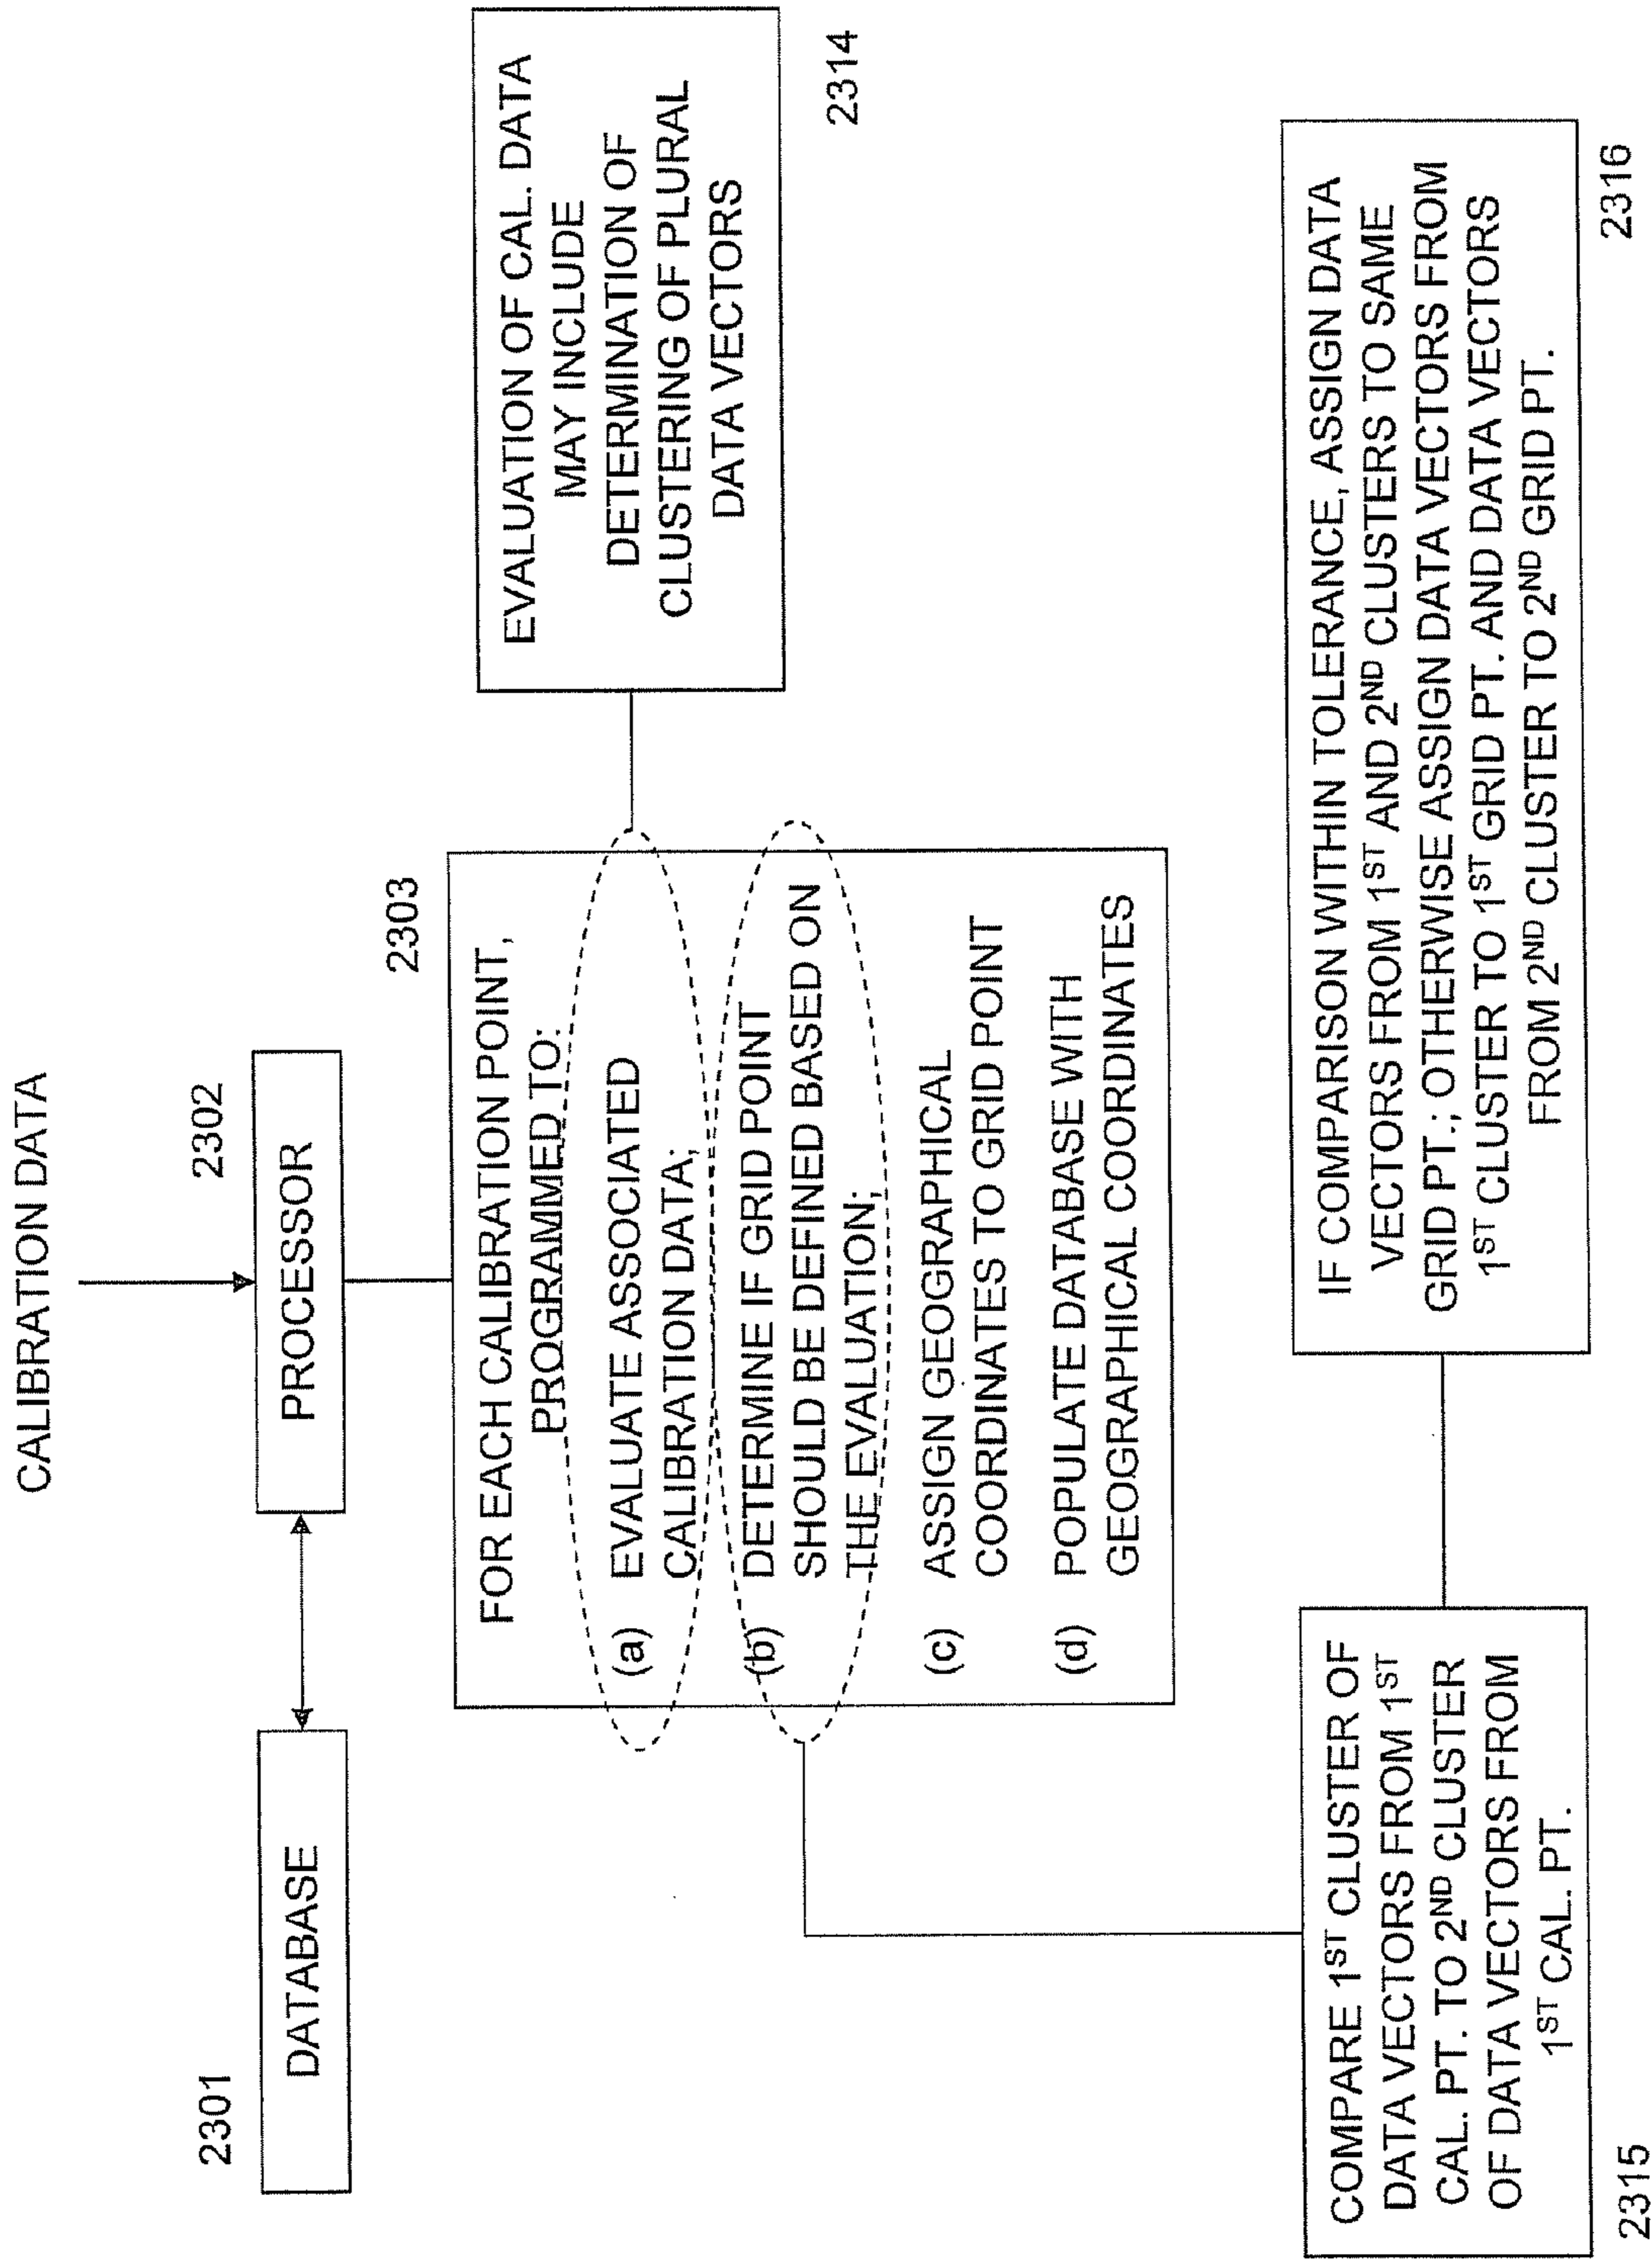 CALIBRATION DATA
2301
DATABASE
2302
PROCESSOR
2303
FOR EACH CALIBRATION POINT,
PROGRAMMED TO:
(a) EVALUATE ASSOCIATED
CALIBRATION DATA;
(b) DETERMINE IF GRID POINT
SHOULD BE DEFINED BASED ON
THE EVALUATION;
(c) ASSIGN GEOGRAPHICAL
COORDINATES TO GRID POINT
(d) POPULATE DATABASE WITH
GEOGRAPHICAL COORDINATES
EVALUATION OF CAL. DATA
MAY INCLUDE
DETERMINATION OF
CLUSTERING OF PLURAL
DATA VECTORS
2314
COMPARE 1ST CLUSTER OF
DATA VECTORS FROM 1ST
CAL. PT. TO 2ND CLUSTER
OF DATA VECTORS FROM
1ST CAL. PT.
2315
IF COMPARISON WITHIN TOLERANCE, ASSIGN DATA
VECTORS FROM 1ST AND 2ND CLUSTERS TO SAME
GRID PT.; OTHERWISE ASSIGN DATA VECTORS FROM
1ST CLUSTER TO 1ST GRID PT. AND DATA VECTORS
FROM 2ND CLUSTER TO 2ND GRID PT.
2316